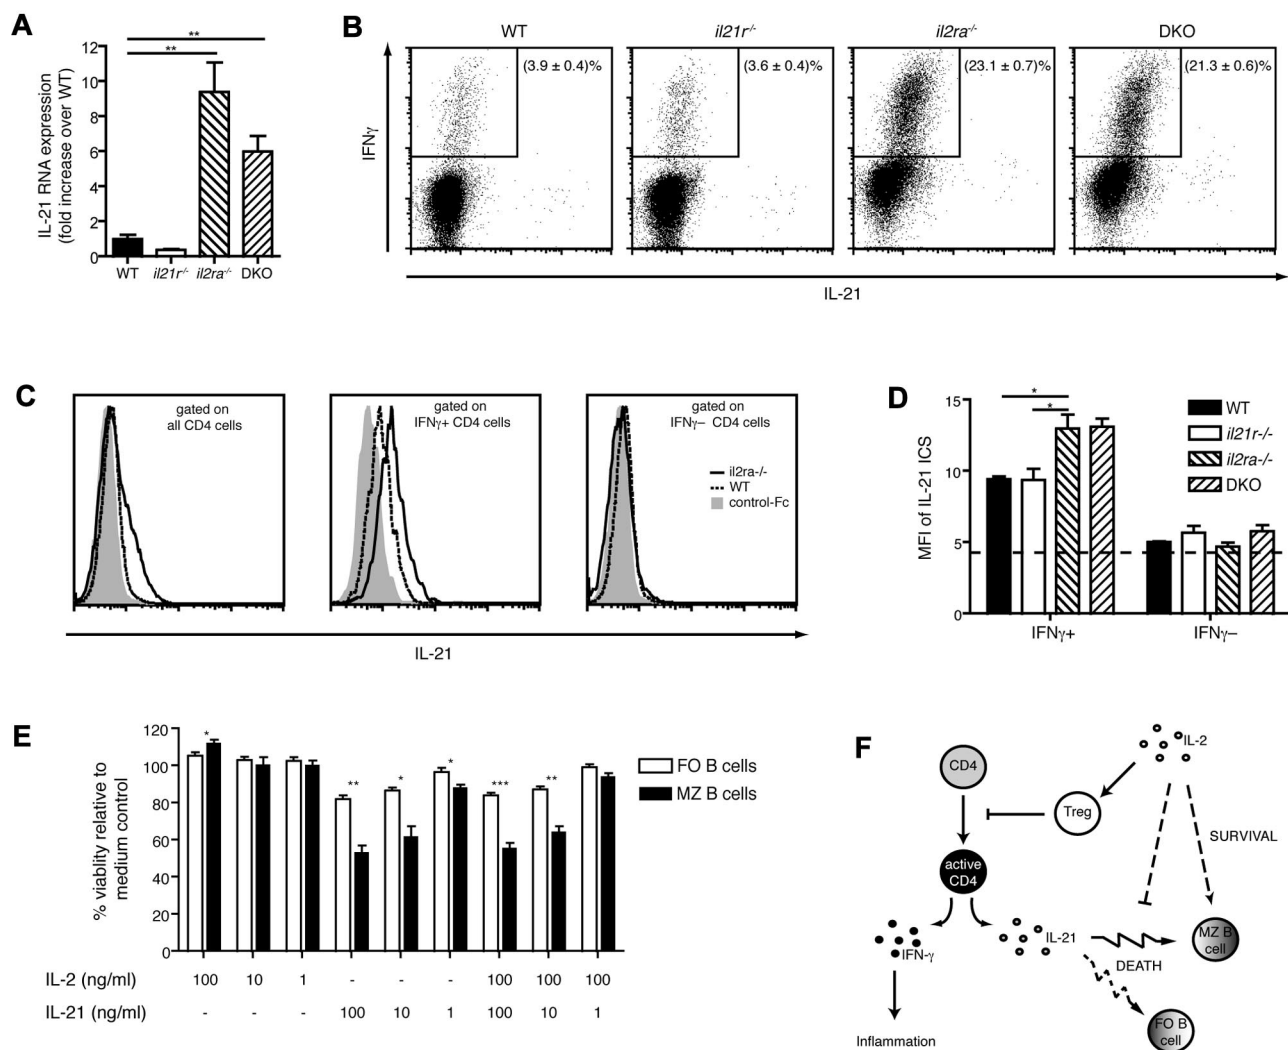 A
IL-21 RNA expression
(fold increase over WT)
12
10
8
6
4
2
0
**
**
WT
il21r-/-
il2ra-/-
DKO
B
WT
il21r-/-
il2ra-/-
DKO
(3.9 ± 0.4)%
(3.6 ± 0.4)%
(23.1 ± 0.7)%
(21.3 ± 0.6)%
IFNγ
IL-21
C
gated on
all CD4 cells
gated on
IFNγ+ CD4 cells
gated on
IFNγ– CD4 cells
il2ra-/-
WT
control-Fc
IL-21
D
MFI of IL-21 ICS
15
10
5
0
*
*
WT
il21r-/-
il2ra-/-
DKO
IFNγ+
IFNγ–
E
% viablity relative to
medium control
120
100
80
60
40
20
0
*
**
*
*
***
**
FO B cells
MZ B cells
IL-2 (ng/ml) 100 10 1 - - - 100 100 100
IL-21 (ng/ml) - - - 100 10 1 100 10 1
F
CD4
IL-2
Treg
SURVIVAL
active
CD4
IFN-γ
IL-21
DEATH
MZ B
cell
FO B
cell
Inflammation